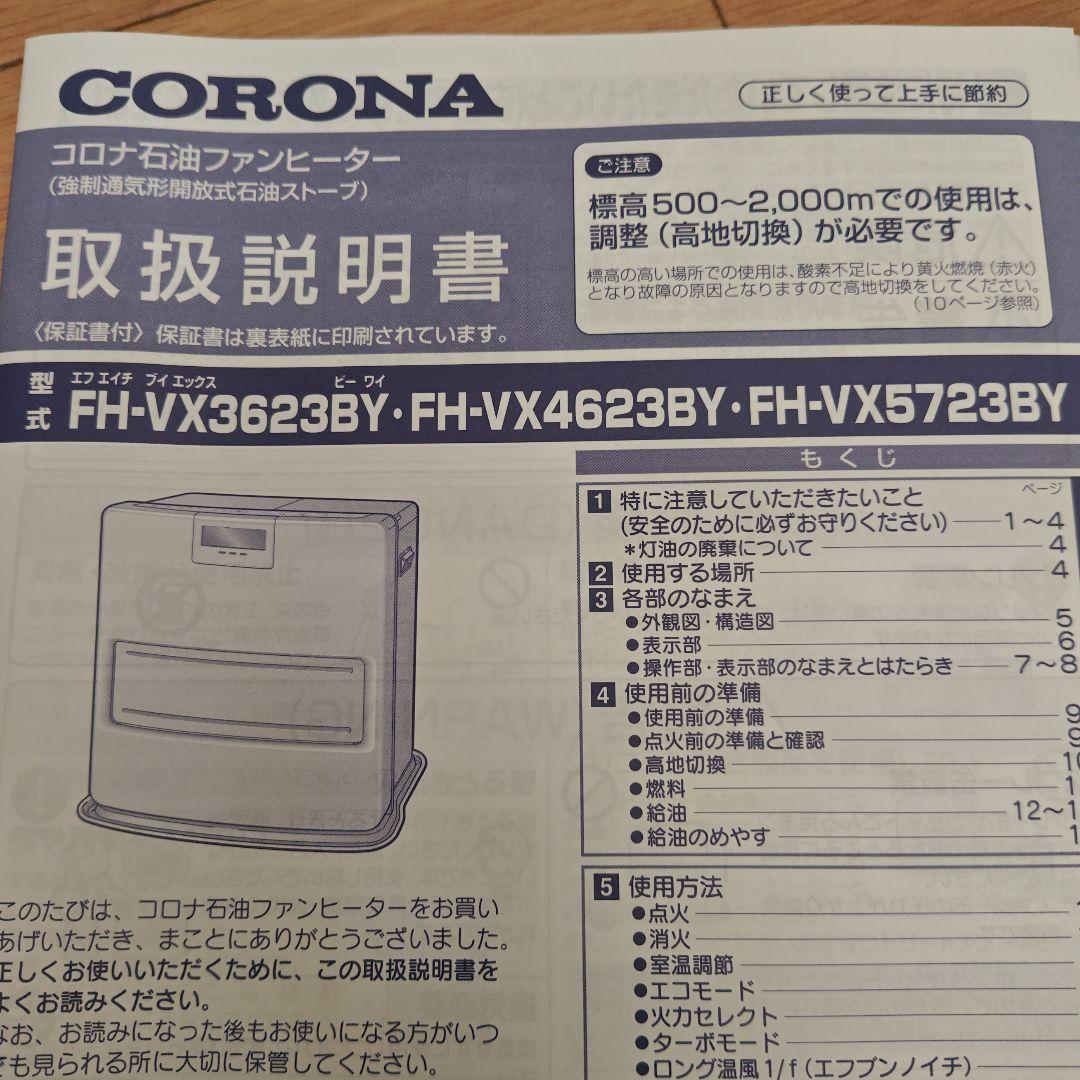 CORONA
正しく使って上手に節約
コロナ石油ファンヒーター
(強制通気形開放式石油ストーブ)
取扱説明書
〈保証書付〉保証書は裏表紙に印刷されています。
ご注意
標高500～2,000mでの使用は、
調整（高地切換）が必要です。
標高の高い場所での使用は、酸素不足により黄火燃焼（赤火）
となり故障の原因となりますので高地切換をしてください。
(10ページ参照)
エフ エイチ ブイ エックス ビー ワイ
型式 FH-VX3623BY・FH-VX4623BY・FH-VX5723BY
もくじ
ページ
1 特に注意していただきたいこと
(安全のために必ずお守りください) 1～4
＊灯油の廃棄について 4
2 使用する場所 4
3 各部のなまえ
●外観図・構造図 5
●表示部 6
●操作部・表示部のなまえとはたらき 7～8
4 使用前の準備
●使用前の準備 9
●点火前の準備と確認 9
●高地切換 10
●燃料 1
●給油 12～1
●給油のめやす 1
5 使用方法
●点火
●消火
●室温調節
●エコモード
●火力セレクト
●ターボモード
●ロング温風1/f（エフブンノイチ）
このたびは、コロナ石油ファンヒーターをお買い
あげいただき、まことにありがとうございました。
正しくお使いいただくために、この取扱説明書を
よくお読みください。
なお、お読みになった後もお使いになる方がいつ
でも見られる所に大切に保管してください。